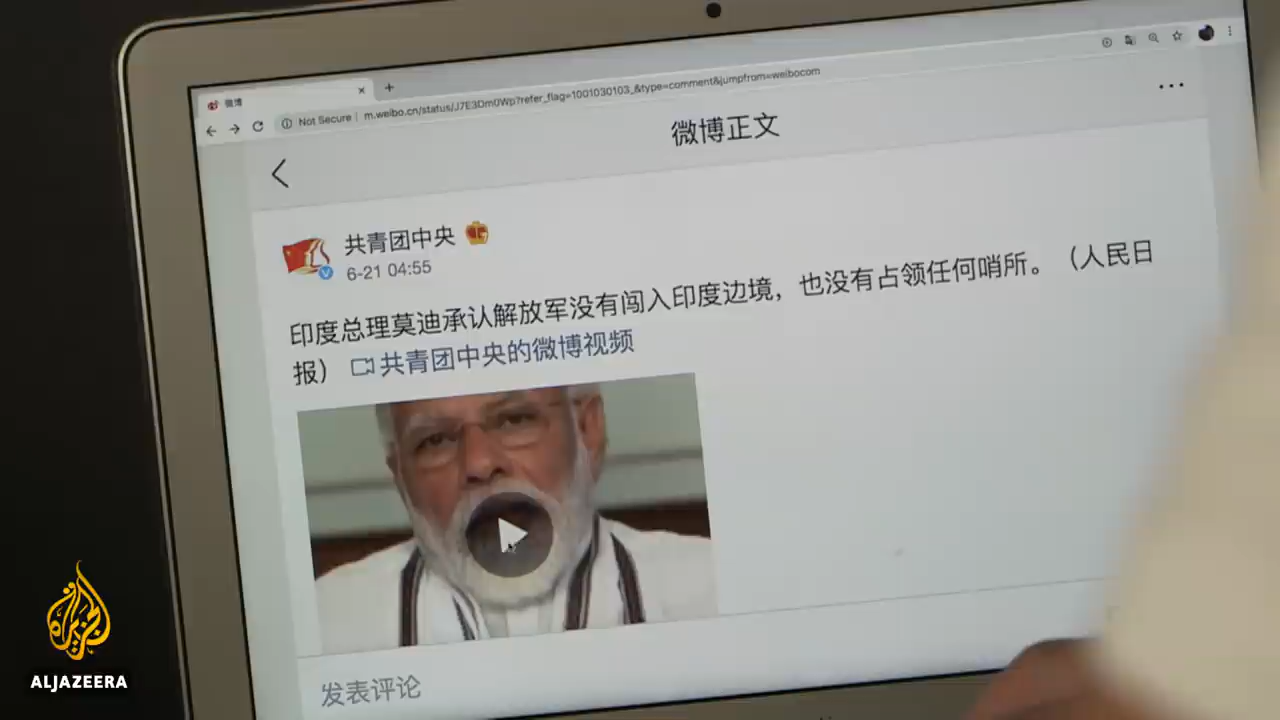 微博
Not Secure | m.weibo.cn/status/J7E3Dm0Wp?refer_flag=1001030103_&type=comment&jumpfrom=weibocom
微博正文
共青团中央
6-21 04:55
印度总理莫迪承认解放军没有闯入印度边境，也没有占领任何哨所。（人民日
报） 共青团中央的微博视频
发表评论
ALJAZEERA